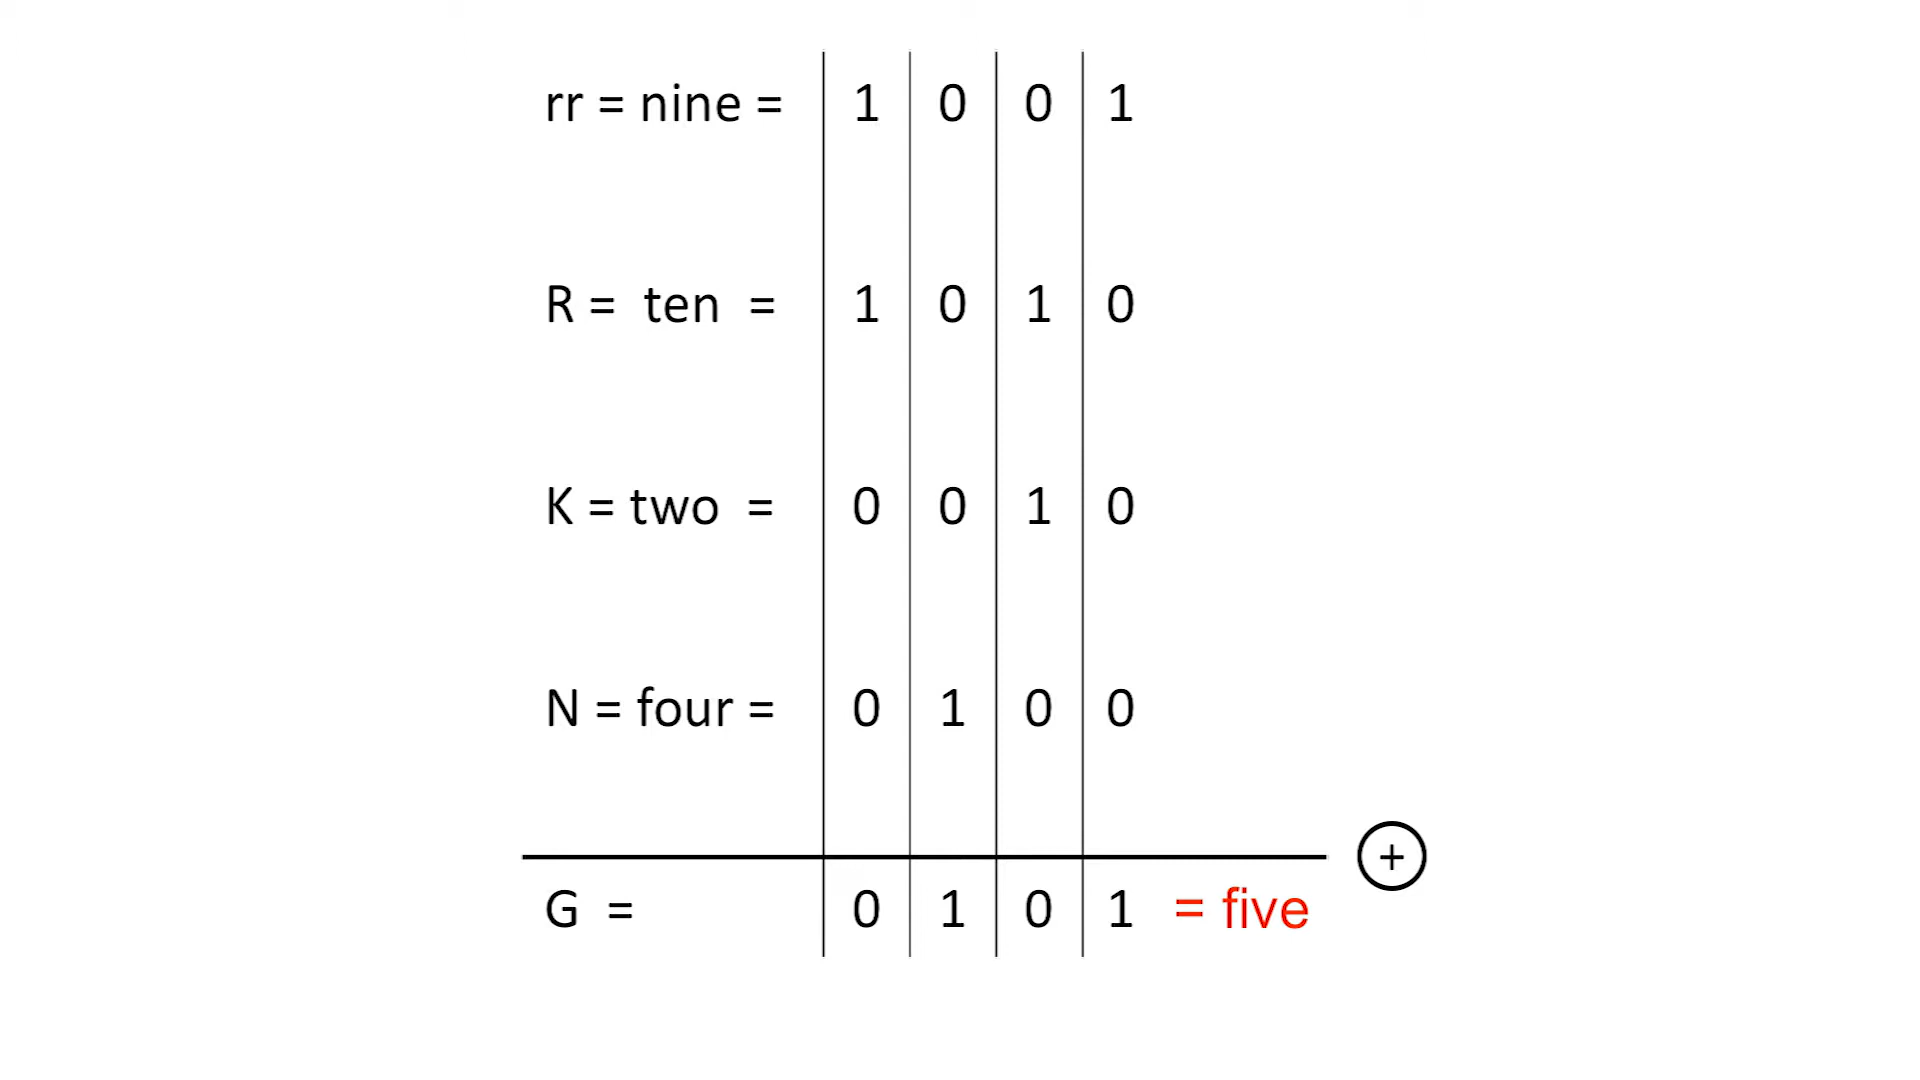 rr = nine = 1 0 0 1
R = ten = 1 0 1 0
K = two = 0 0 1 0
N = four = 0 1 0 0
+
G = 0 1 0 1 = five